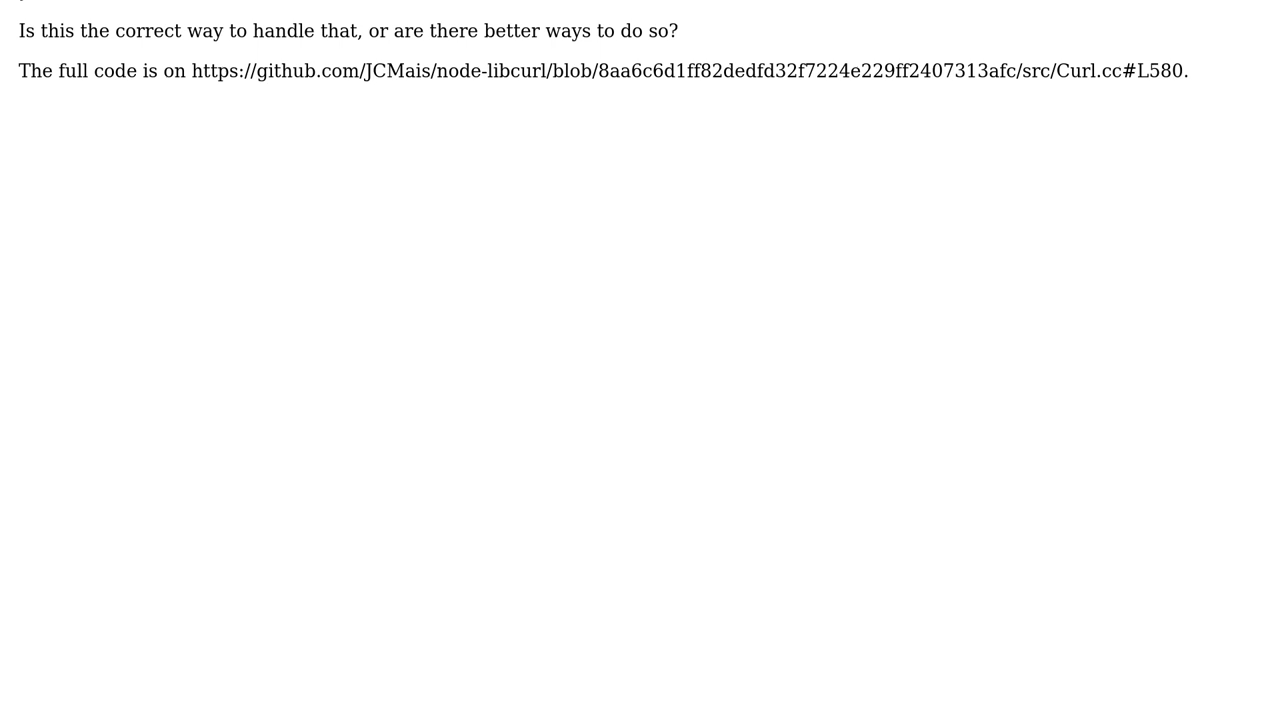 Is this the correct way to handle that, or are there better ways to do so?
The full code is on https://github.com/JCMais/node-libcurl/blob/8aa6c6d1ff82dedfd32f7224e229ff2407313afc/src/Curl.cc#L580.